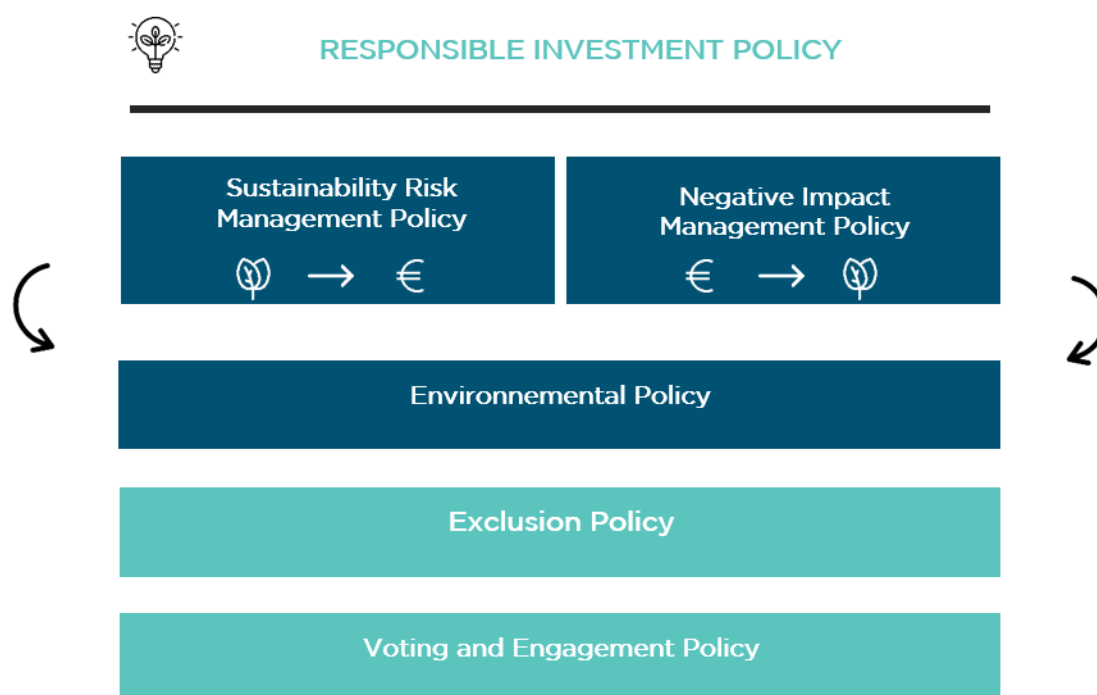 RESPONSIBLE INVESTMENT POLICY
Sustainability Risk
Management Policy
€
Negative Impact
Management Policy
€
Environnemental Policy
Exclusion Policy
Voting and Engagement Policy